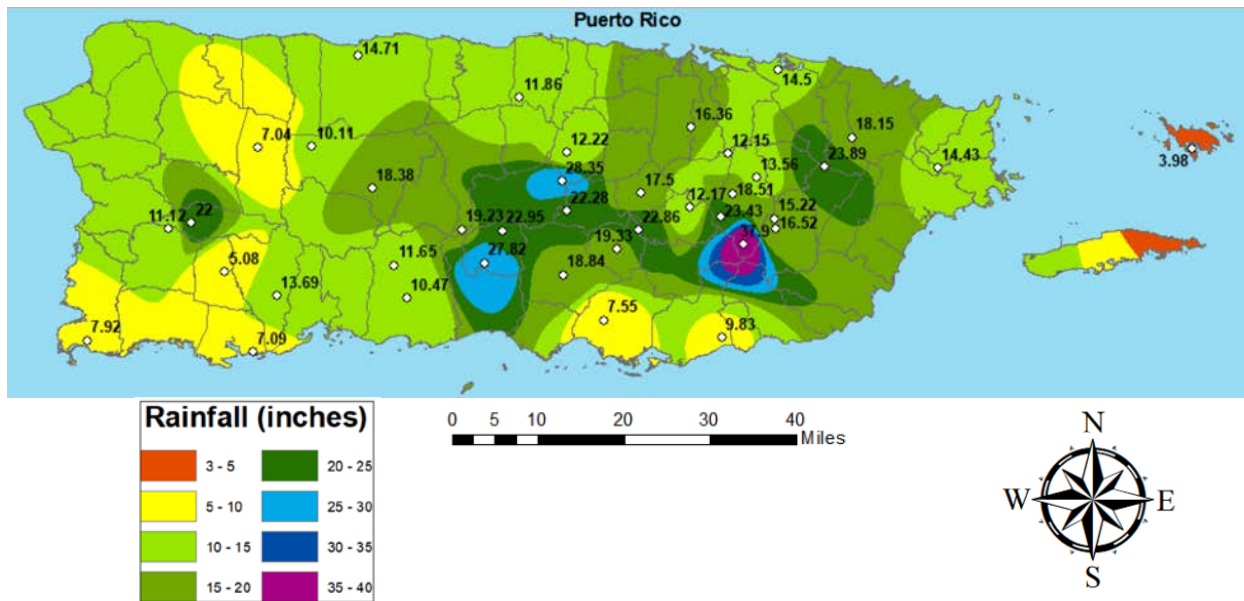 Puerto Rico
14.71
11.86
14.5
16.36
18.15
7.04
10.11
12.22
12.15
23.89
14.43
3.98
28.35
13.56
18.38
17.5
18.51
12.17
22.28
15.22
11.12
22
19.23
22.95
22.86
23.43
16.52
37.9
19.33
11.65
27.82
18.84
5.08
13.69
10.47
7.55
9.83
7.92
7.09
Rainfall (inches)
3 - 5
20 - 25
5 - 10
25 - 30
10 - 15
30 - 35
15 - 20
35 - 40
0 5 10 20 30 40
Miles
N
W E
S